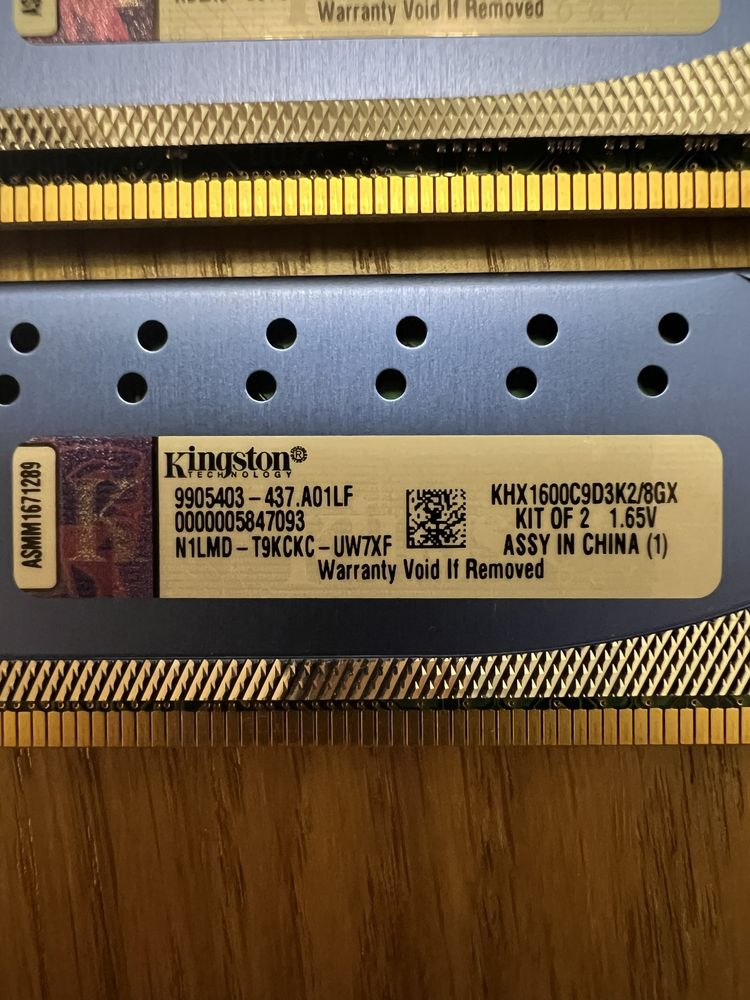 Warranty Void If Removed
ASMIM1671289
Kingston®
TECHNOLOGY
9905403-437.A01LF
0000005847093
N1LMD-T9KCKC-UW7XF
KHX1600C9D3K2/8GX
KIT OF 2 1.65V
ASSY IN CHINA (1)
Warranty Void If Removed